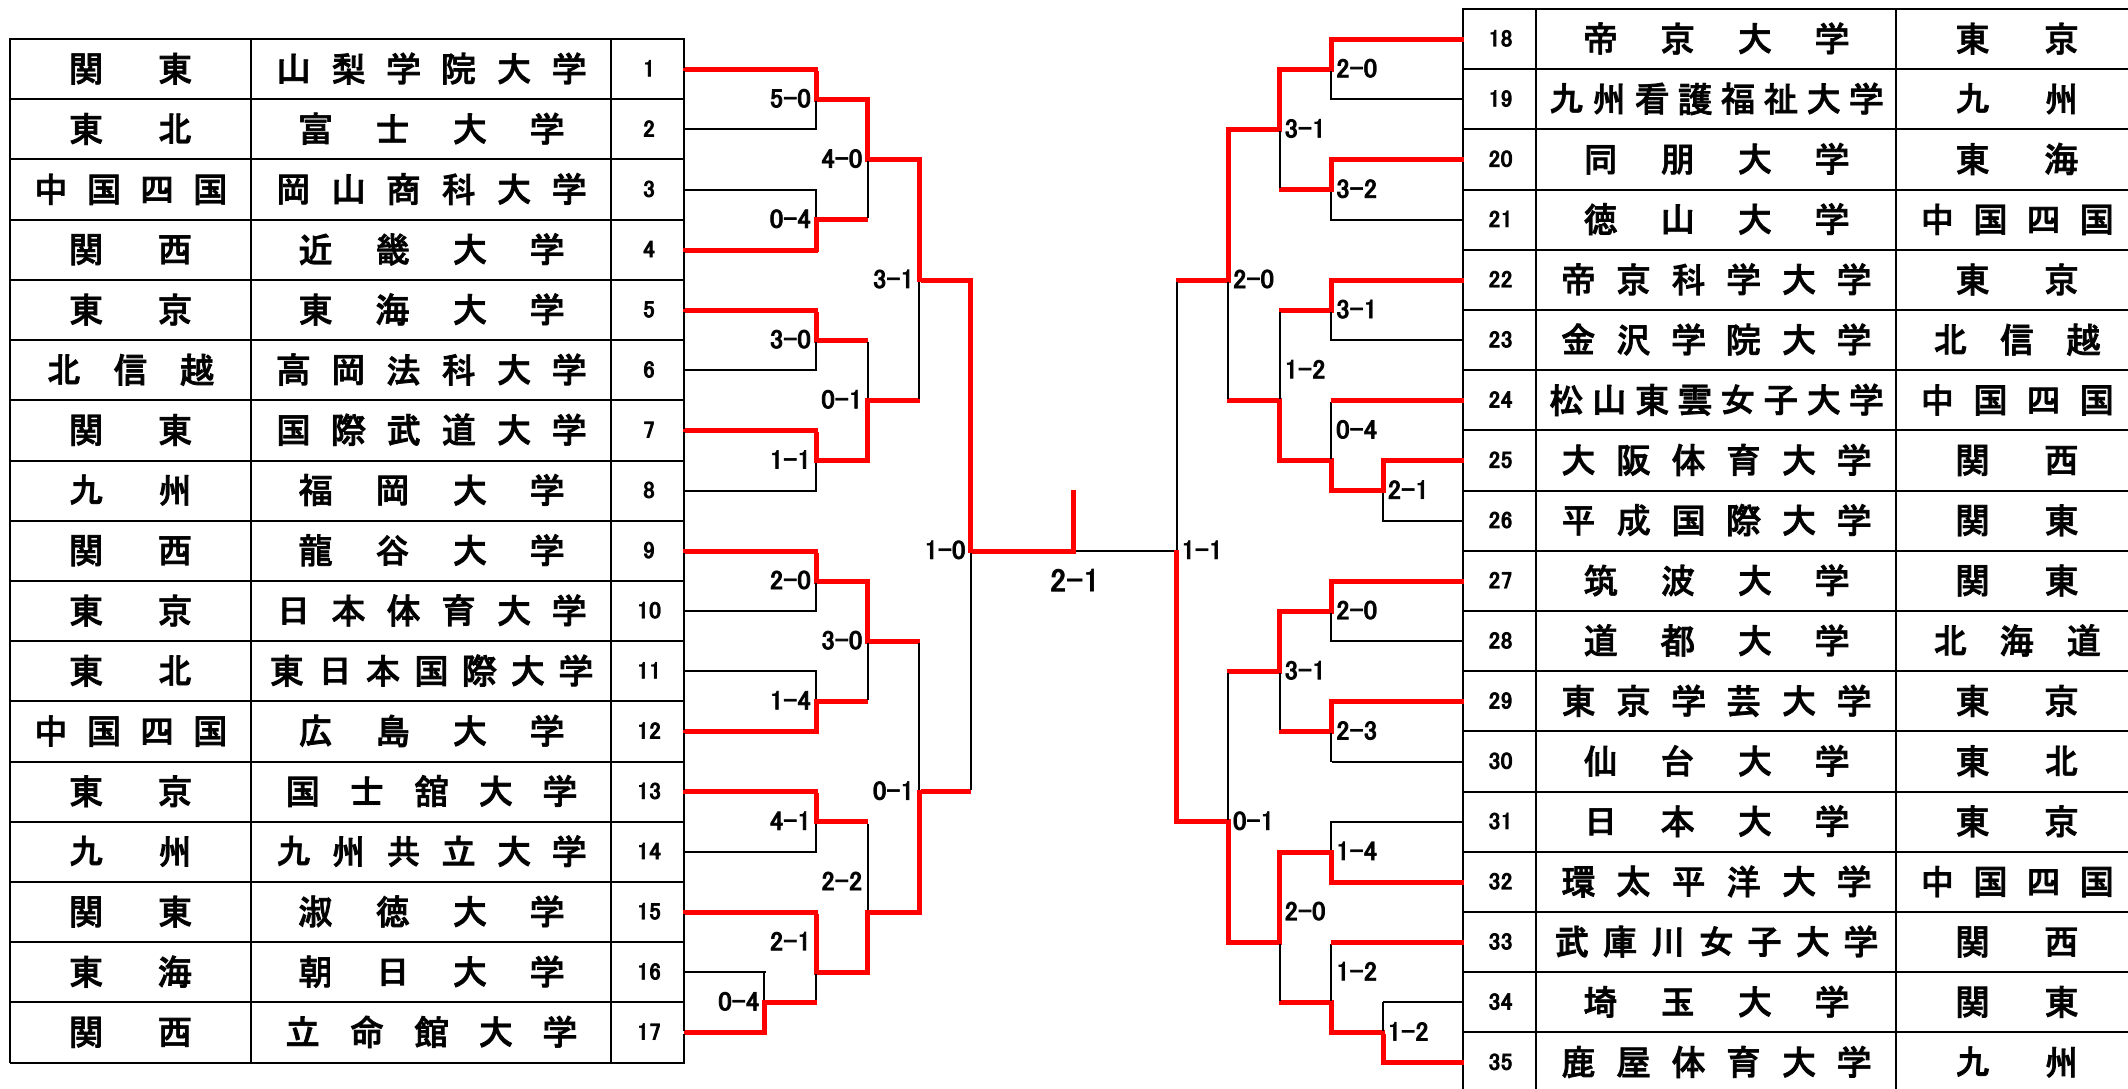 関東 山梨学院大学 1
東北 富士大学 2
中国四国 岡山商科大学 3
関西 近畿大学 4
東京 東海大学 5
北信越 高岡法科大学 6
関東 国際武道大学 7
九州 福岡大学 8
関西 龍谷大学 9
東京 日本体育大学 10
東北 東日本国際大学 11
中国四国 広島大学 12
東京 国士舘大学 13
九州 九州共立大学 14
関東 淑徳大学 15
東海 朝日大学 16
関西 立命館大学 17
5-0
4-0
0-4
3-1
3-0
0-1
1-1
1-0
2-0
3-0
1-4
0-1
4-1
2-2
2-1
0-4
2-1
2-0
3-1
3-2
2-0
3-1
1-2
0-4
2-1
1-1
2-0
3-1
2-3
0-1
1-4
2-0
1-2
1-2
18 帝京大学 東京
19 九州看護福祉大学 九州
20 同朋大学 東海
21 徳山大学 中国四国
22 帝京科学大学 東京
23 金沢学院大学 北信越
24 松山東雲女子大学 中国四国
25 大阪体育大学 関西
26 平成国際大学 関東
27 筑波大学 関東
28 道都大学 北海道
29 東京学芸大学 東京
30 仙台大学 東北
31 日本大学 東京
32 環太平洋大学 中国四国
33 武庫川女子大学 関西
34 埼玉大学 関東
35 鹿屋体育大学 九州